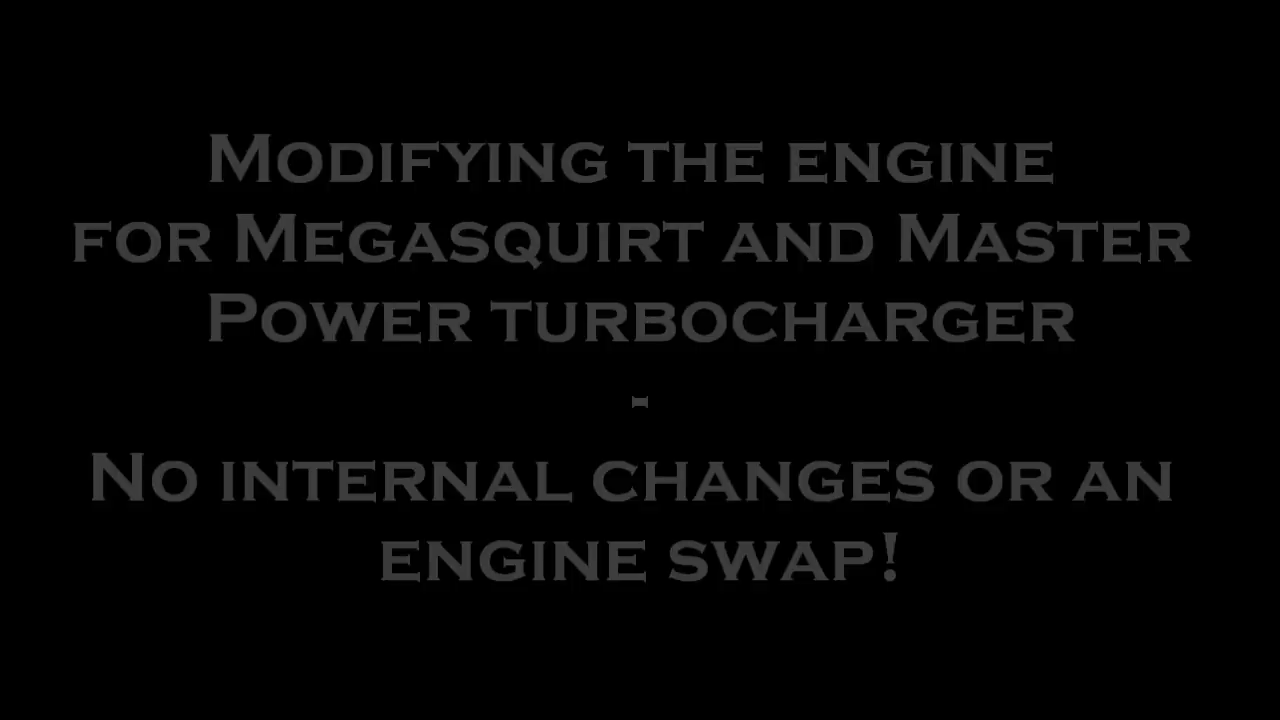 Modifying the engine
for Megasquirt and Master
Power turbocharger
-
No internal changes or an
engine swap!